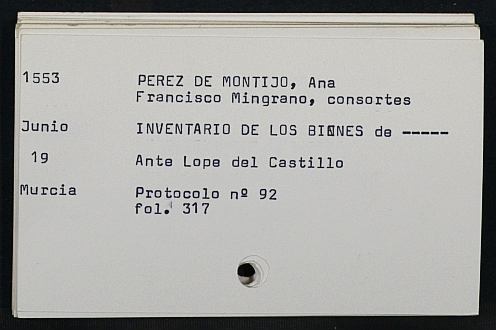 1553 PEREZ DE MONTIJO, Ana
Francisco Mingrano, consortes
Junio INVENTARIO DE LOS BIENES de -----
19 Ante Lope del Castillo
Murcia Protocolo nº 92
fol. 317